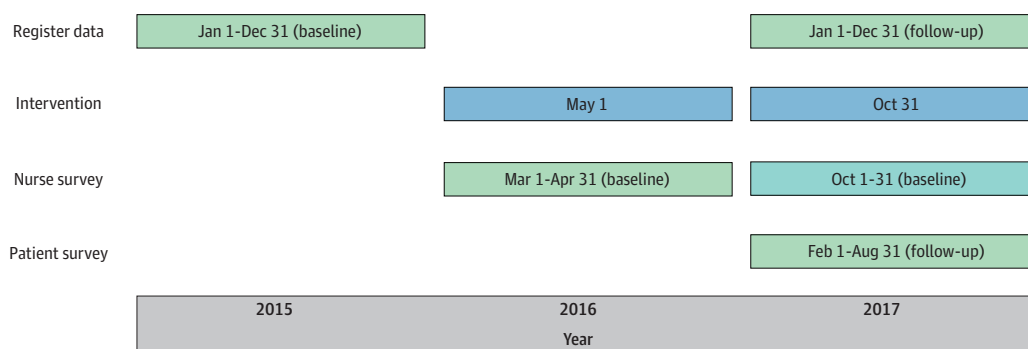 Register data
Jan 1-Dec 31 (baseline)
Jan 1-Dec 31 (follow-up)
Intervention
May 1
Oct 31
Nurse survey
Mar 1-Apr 31 (baseline)
Oct 1-31 (baseline)
Patient survey
Feb 1-Aug 31 (follow-up)
2015
2016
2017
Year